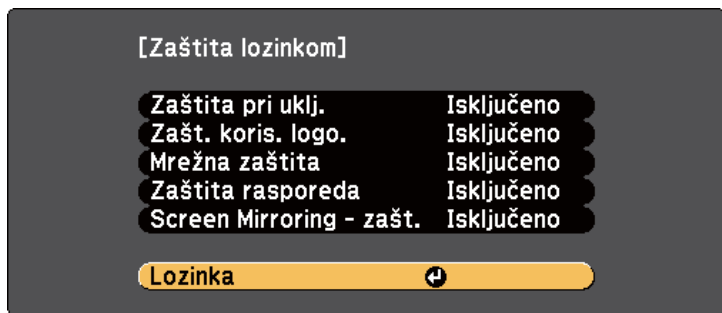 [Zaštita lozinkom]
Zaštita pri uklj. Isključeno
Zašt. koris. logo. Isključeno
Mrežna zaštita Isključeno
Zaštita rasporeda Isključeno
Screen Mirroring - zašt. Isključeno
Lozinka